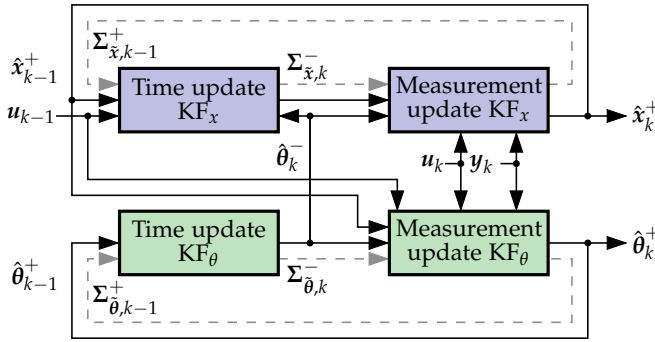 Σ⁺x̃,k−1
Σ⁻x̃,k
x̂⁺k−1
Time update
KFx
Measurement
update KFx
uk−1
x̂⁺k
θ̂⁻k
uk
yk
Time update
KFθ
Measurement
update KFθ
θ̂⁺k−1
θ̂⁺k
Σ⁺θ̃,k−1
Σ⁻θ̃,k